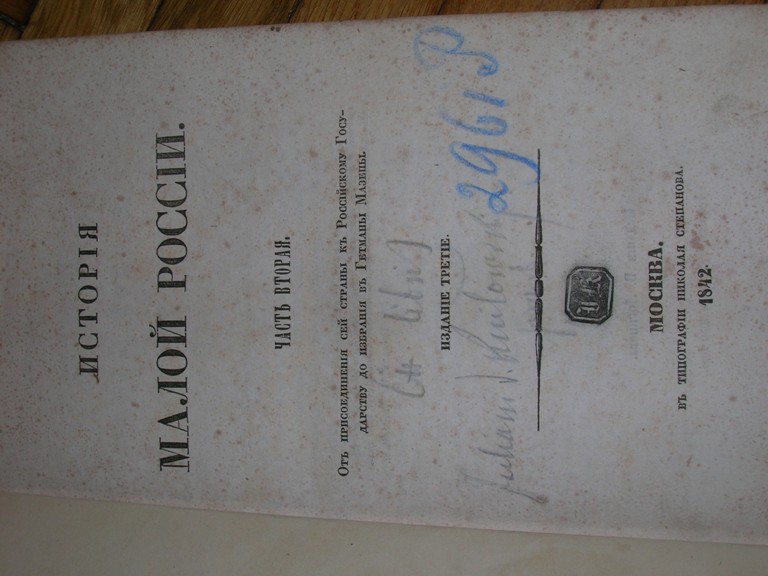 ИСТОРІЯ
МАЛОЙ РОССІИ.
ЧАСТЬ ВТОРАЯ.
Отъ присоединенія сей страны къ Россійскому Госу-
дарству до избранія въ Гетманы Мазепы.
ИЗДАНІЕ ТРЕТІЕ.
2961 P
МОСКВА.
въ типографіи николая степанова.
1842.